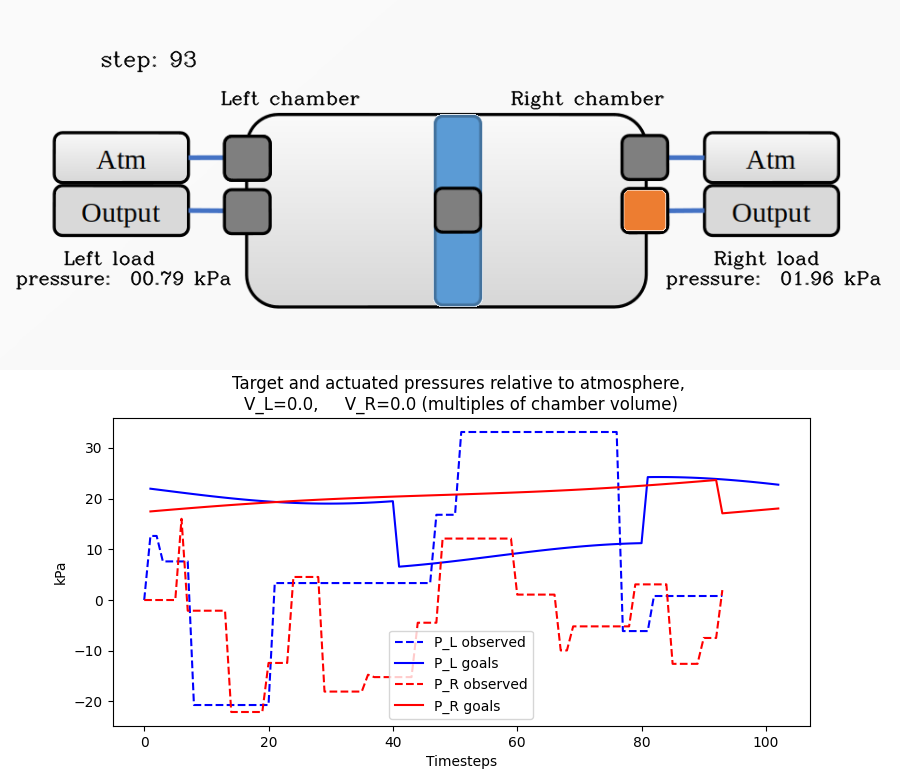 step: 93
Left chamber
Right chamber
Atm
Atm
Output
Output
Left load
pressure: 00.79 kPa
Right load
pressure: 01.96 kPa
Target and actuated pressures relative to atmosphere,
V_L=0.0, V_R=0.0 (multiples of chamber volume)
kPa
30
20
10
0
−10
−20
P_L observed
P_L goals
P_R observed
P_R goals
0 20 40 60 80 100
Timesteps